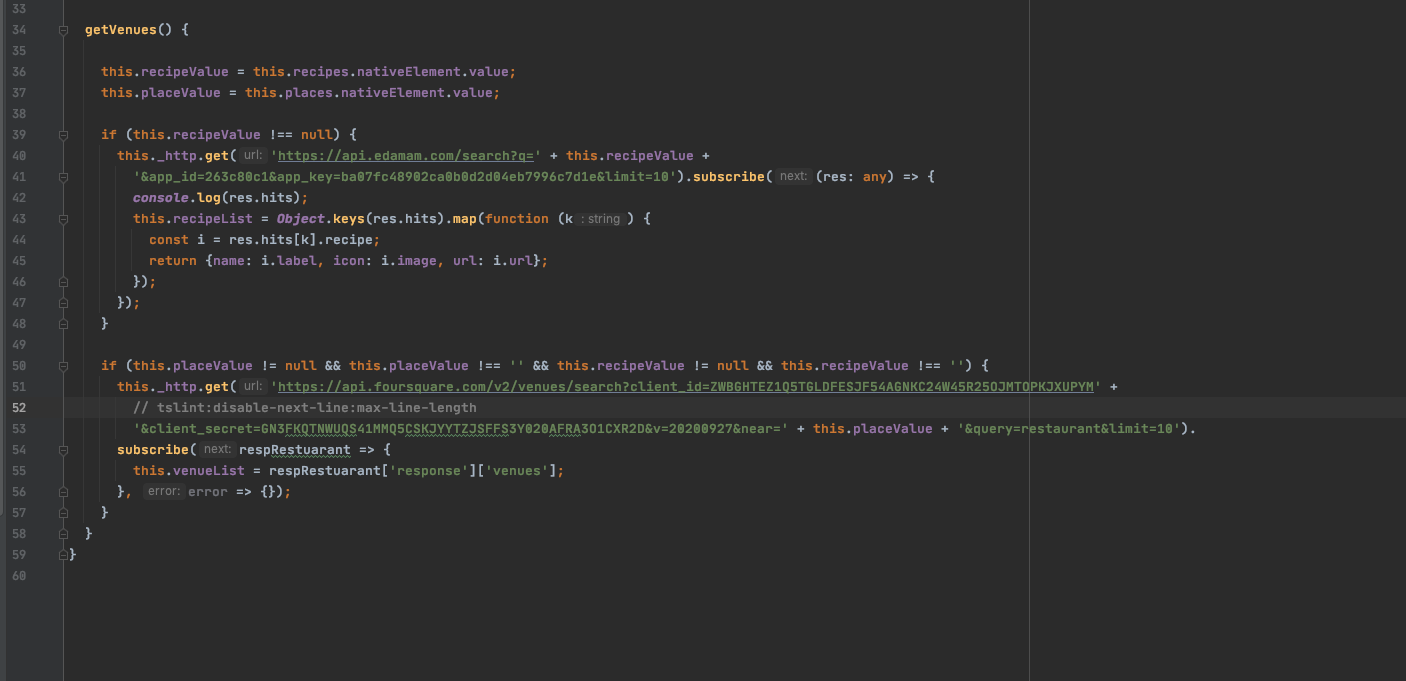 33
34 getVenues() {
35
36 this.recipeValue = this.recipes.nativeElement.value;
37 this.placeValue = this.places.nativeElement.value;
38
39 if (this.recipeValue !== null) {
40 this._http.get( url: 'https://api.edamam.com/search?q=' + this.recipeValue +
41 '&app_id=263c80c1&app_key=ba07fc48902ca0b0d2d04eb7996c7d1e&limit=10').subscribe( next: (res: any) => {
42 console.log(res.hits);
43 this.recipeList = Object.keys(res.hits).map(function (k : string ) {
44 const i = res.hits[k].recipe;
45 return {name: i.label, icon: i.image, url: i.url};
46 });
47 });
48 }
49
50 if (this.placeValue != null && this.placeValue !== '' && this.recipeValue != null && this.recipeValue !== '') {
51 this._http.get( url: 'https://api.foursquare.com/v2/venues/search?client_id=ZWBGHTEZ1Q5TGLDFESJF54AGNKC24W45R25OJMTOPKJXUPYM' +
52 // tslint:disable-next-line:max-line-length
53 '&client_secret=GN3FKQTNWUQS41MMQ5CSKJYYTZJSFFS3Y020AFRA3O1CXR2D&v=20200927&near=' + this.placeValue + '&query=restaurant&limit=10').
54 subscribe( next: respRestuarant => {
55 this.venueList = respRestuarant['response']['venues'];
56 }, error: error => {});
57 }
58 }
59 }
60